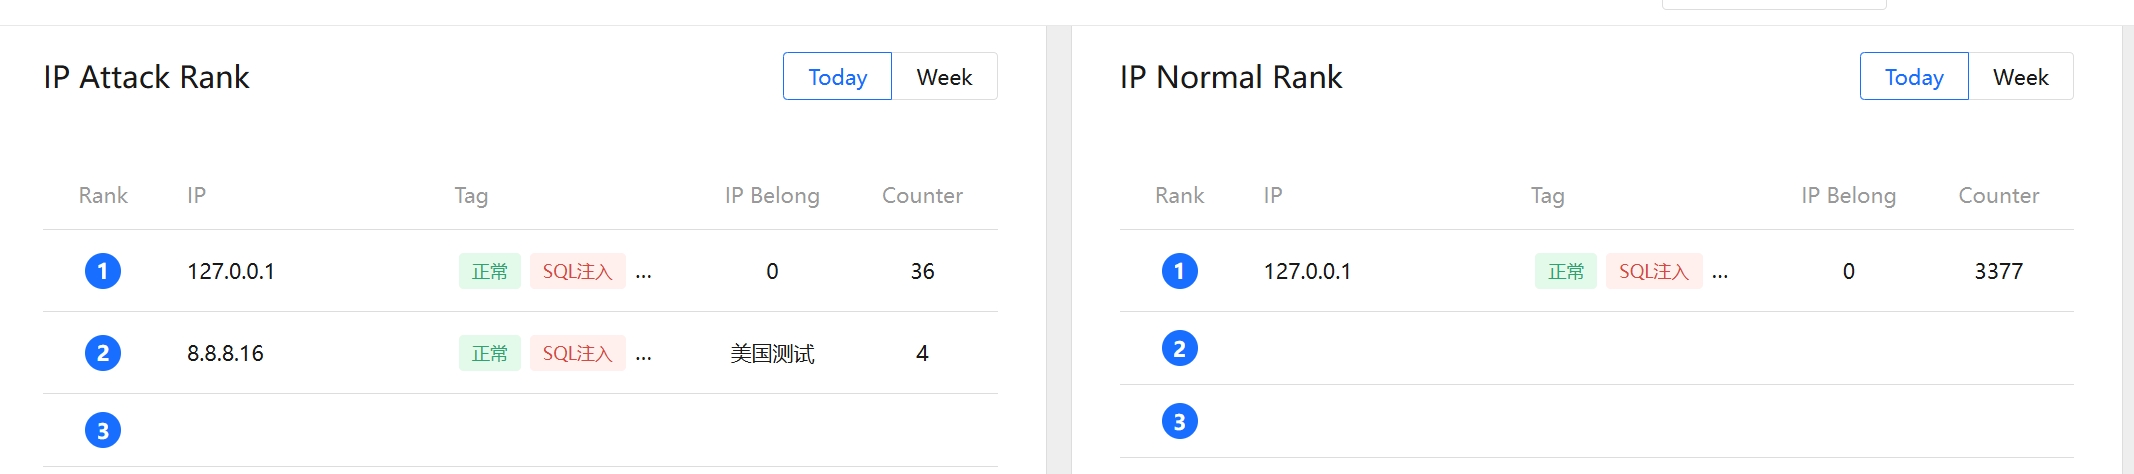 IP Attack Rank
Today Week
Rank IP Tag IP Belong Counter
1 127.0.0.1 正常 SQL注入 ... 0 36
2 8.8.8.16 正常 SQL注入 ... 美国测试 4
3
IP Normal Rank
Today Week
Rank IP Tag IP Belong Counter
1 127.0.0.1 正常 SQL注入 ... 0 3377
2
3